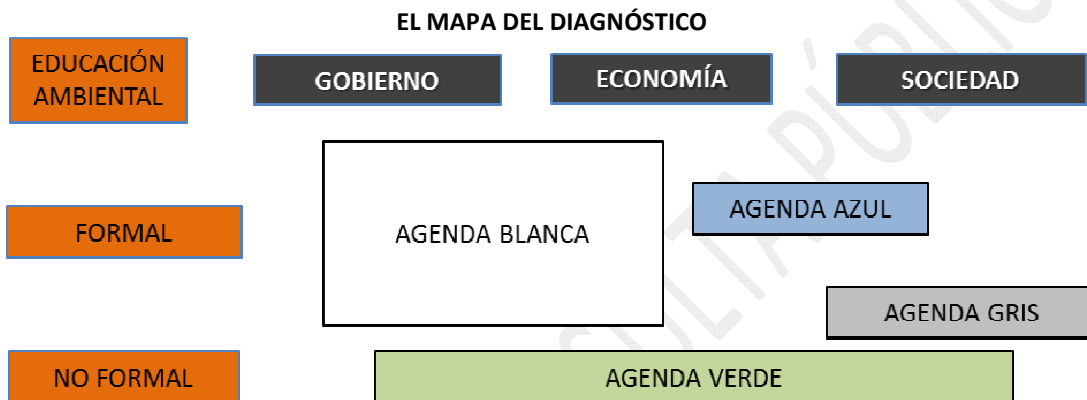 EL MAPA DEL DIAGNÓSTICO
EDUCACIÓN
AMBIENTAL
GOBIERNO
ECONOMÍA
SOCIEDAD
FORMAL
AGENDA BLANCA
AGENDA AZUL
AGENDA GRIS
NO FORMAL
AGENDA VERDE